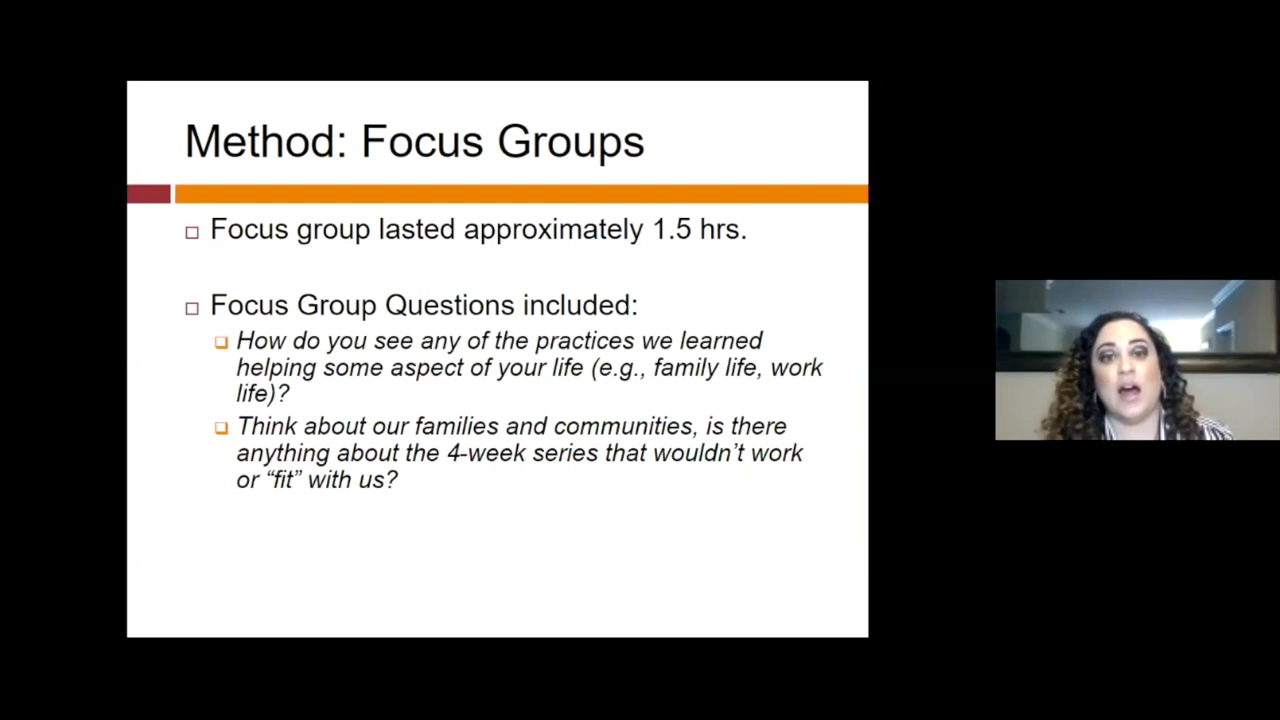 Method: Focus Groups
Focus group lasted approximately 1.5 hrs.
Focus Group Questions included:
How do you see any of the practices we learned
helping some aspect of your life (e.g., family life, work
life)?
Think about our families and communities, is there
anything about the 4-week series that wouldn’t work
or “fit” with us?